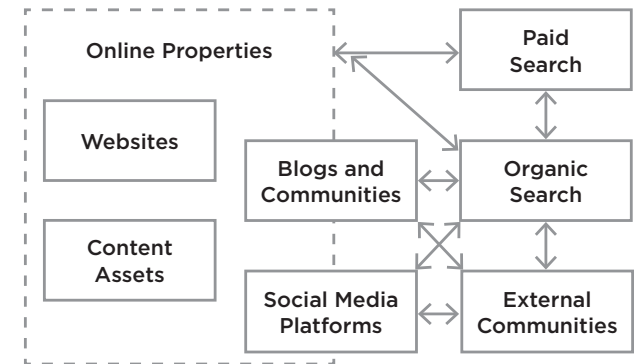 Online Properties
Paid
Search
Websites
Blogs and
Communities
Organic
Search
Content
Assets
Social Media
Platforms
External
Communities